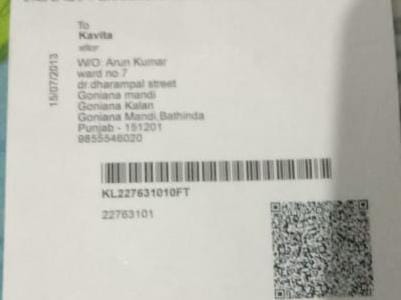 To
Kavita
W/O: Arun Kumar
ward no.7
dr.dharampal street
Goniana mandi
Goniana Kalan
Goniana Mandi,Bathinda
Punjab - 151201
9855546020
15/07/2013
KL227631010FT
22763101